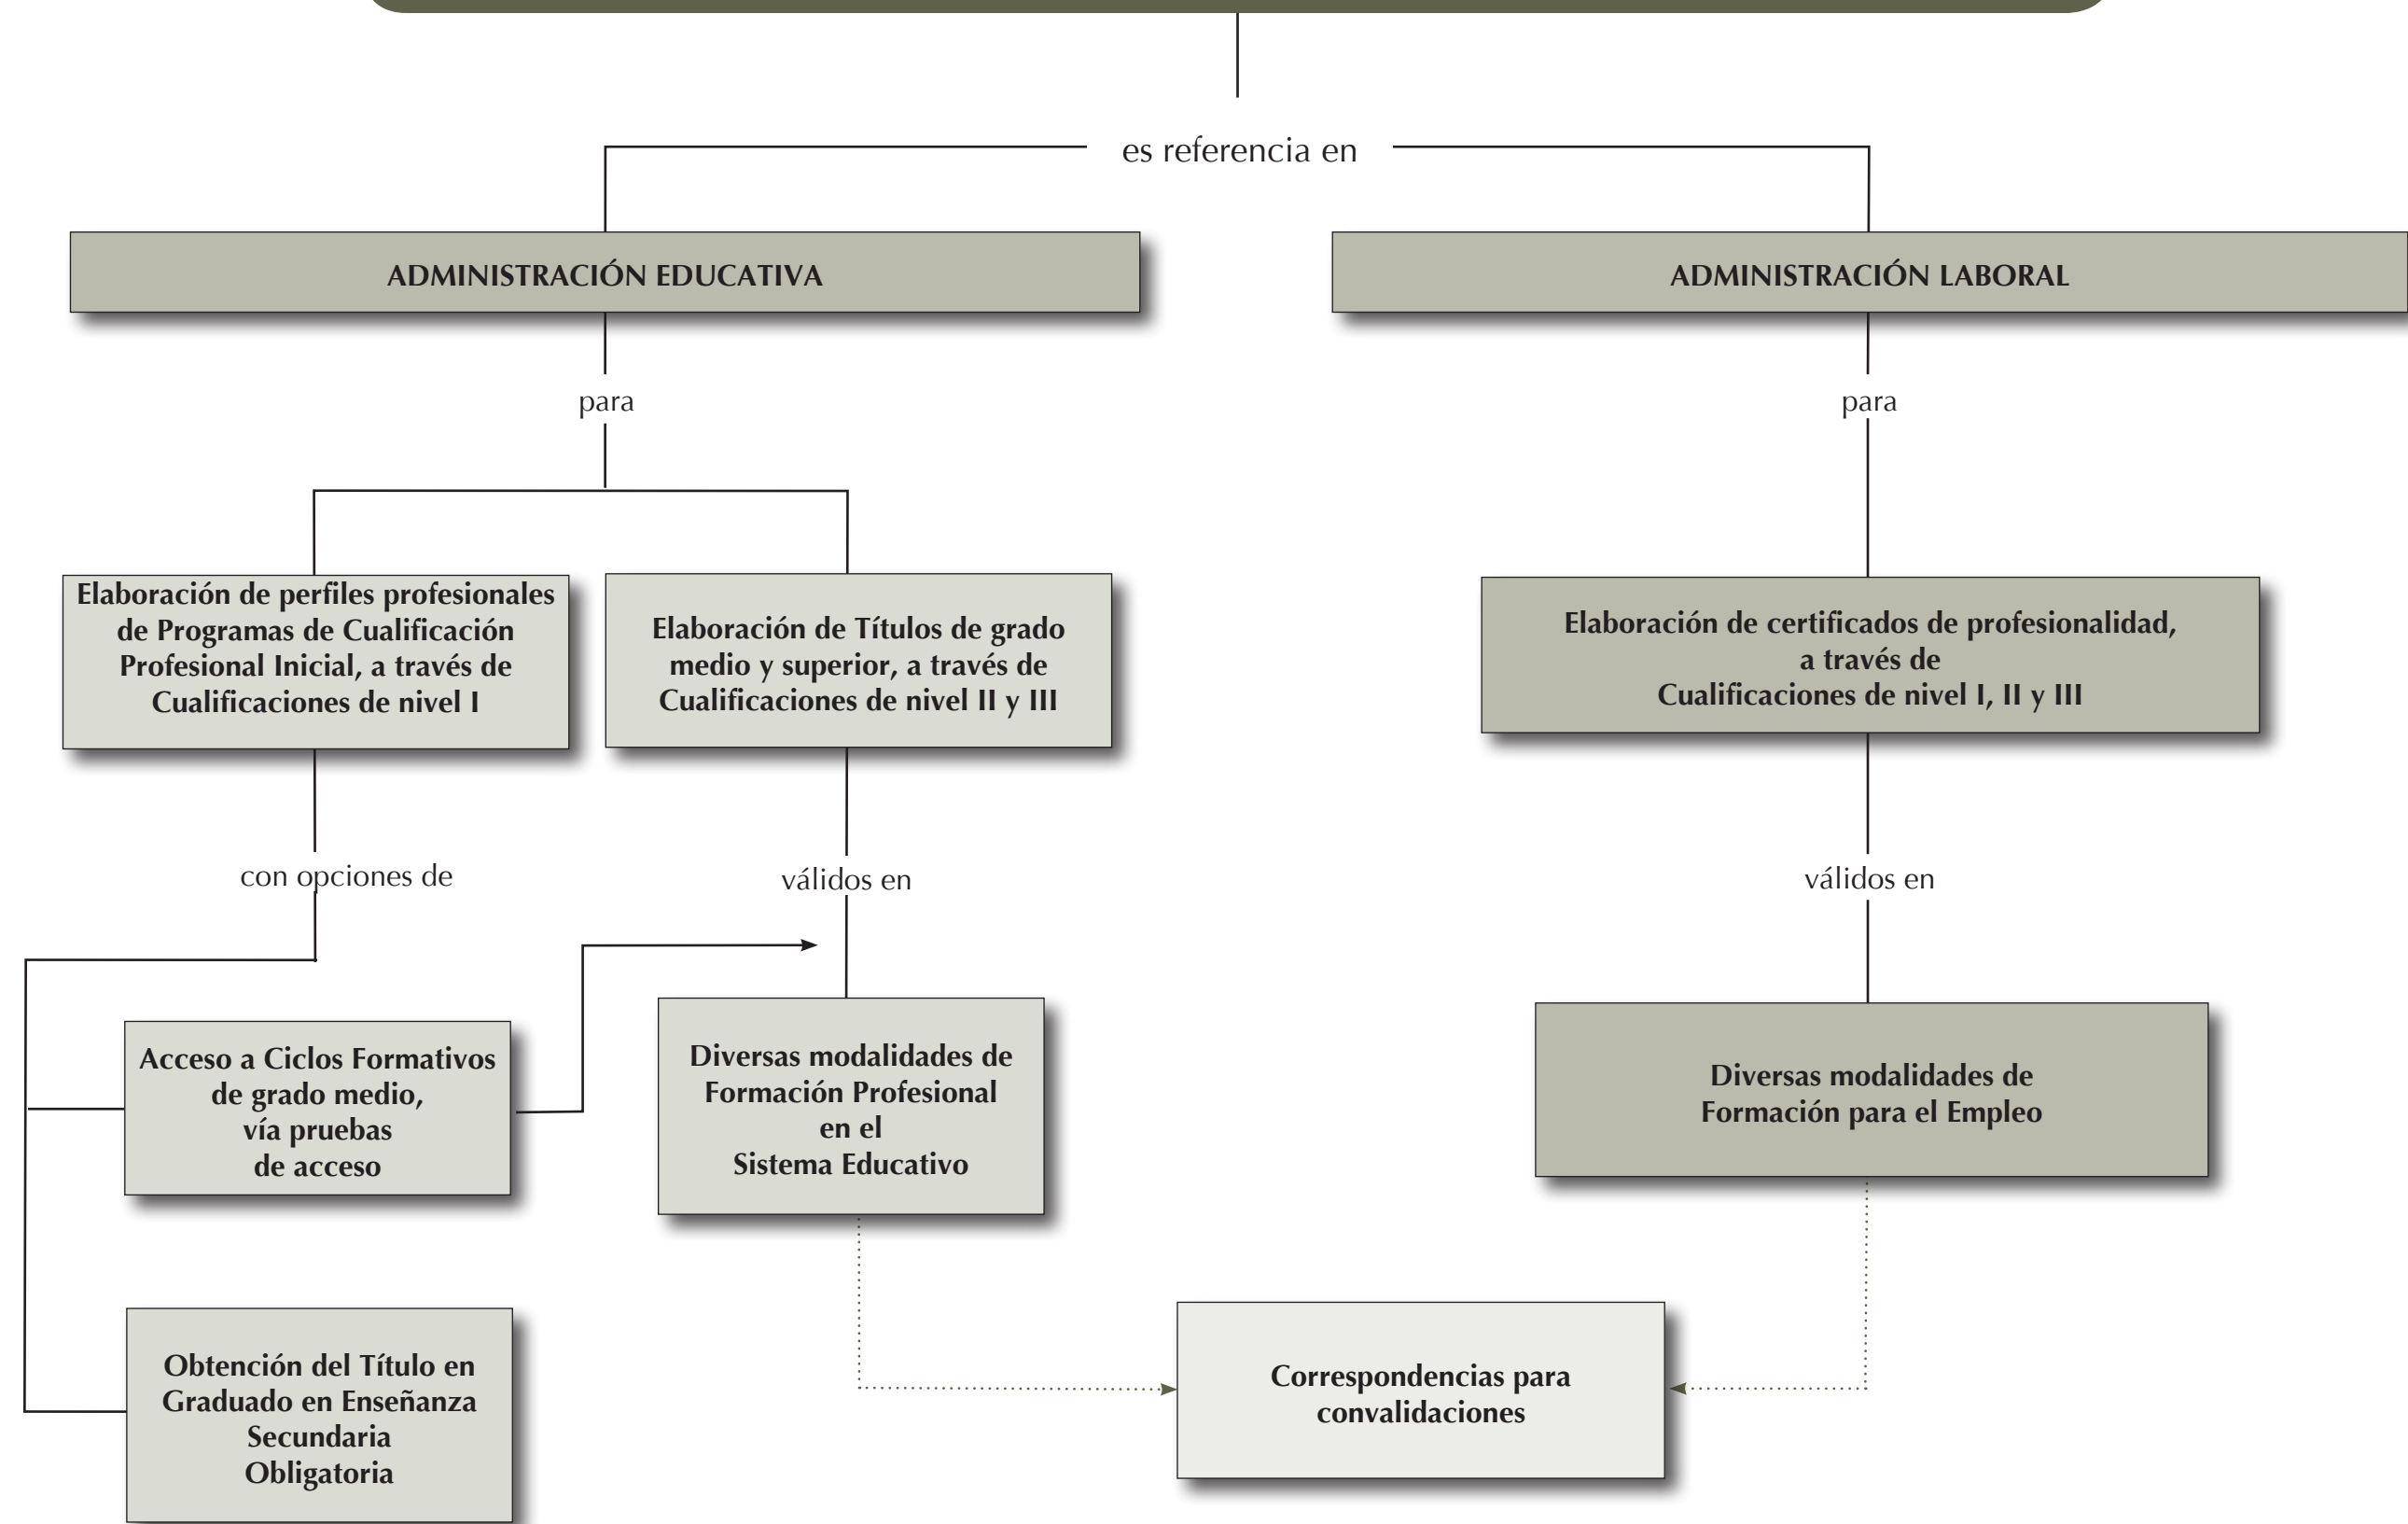 es referencia en
ADMINISTRACIÓN EDUCATIVA
ADMINISTRACIÓN LABORAL
para
para
Elaboración de perfiles profesionales
de Programas de Cualificación
Profesional Inicial, a través de
Cualificaciones de nivel I
Elaboración de Títulos de grado
medio y superior, a través de
Cualificaciones de nivel II y III
Elaboración de certificados de profesionalidad,
a través de
Cualificaciones de nivel I, II y III
con opciones de
válidos en
válidos en
Acceso a Ciclos Formativos
de grado medio,
vía pruebas
de acceso
Diversas modalidades de
Formación Profesional
en el
Sistema Educativo
Diversas modalidades de
Formación para el Empleo
Obtención del Título en
Graduado en Enseñanza
Secundaria
Obligatoria
Correspondencias para
convalidaciones